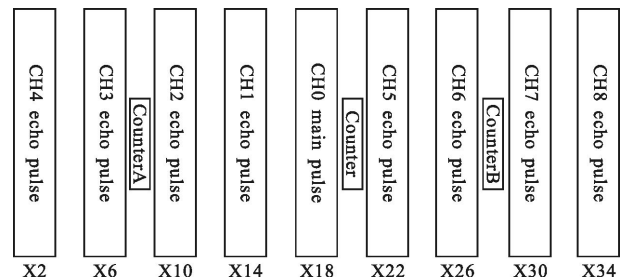 CH4 echo pulse
CH3 echo pulse
CounterA
CH2 echo pulse
CH1 echo pulse
CH0 main pulse
Counter
CH5 echo pulse
CH6 echo pulse
CounterB
CH7 echo pulse
CH8 echo pulse
X2 X6 X10 X14 X18 X22 X26 X30 X34